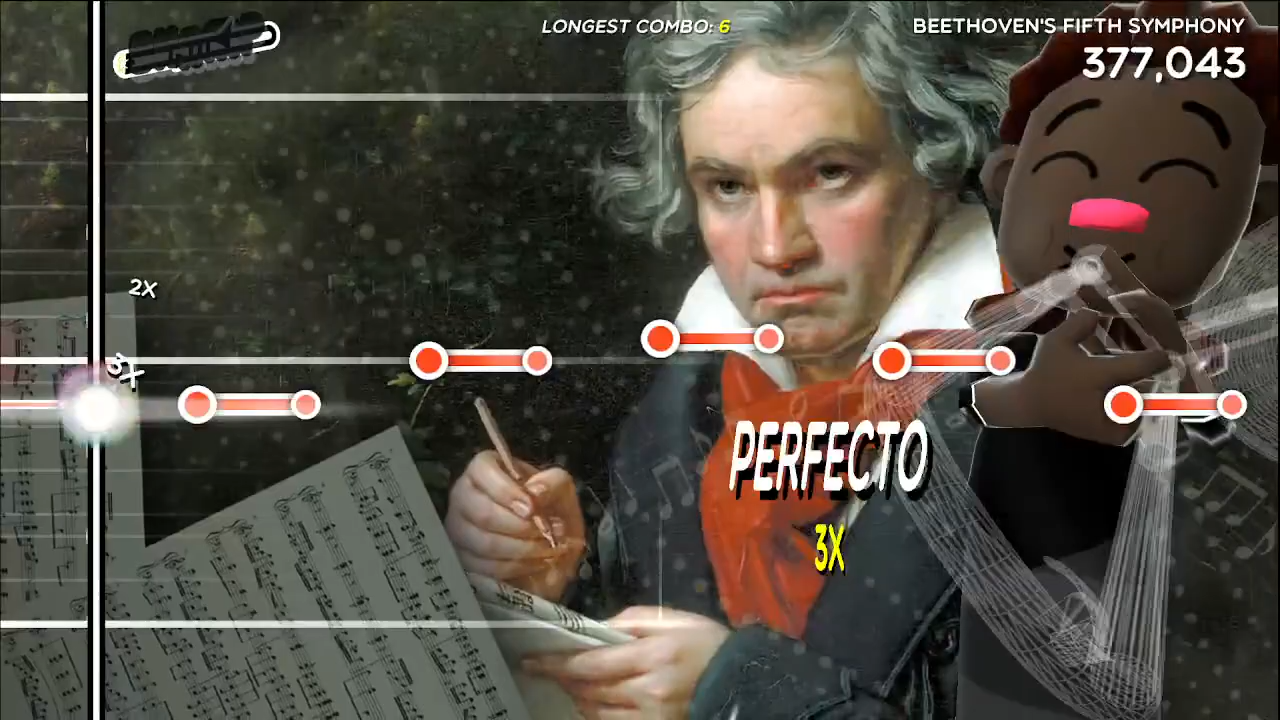 LONGEST COMBO: 6
BEETHOVEN'S FIFTH SYMPHONY
377,043
2X
3X
PERFECTO
3X